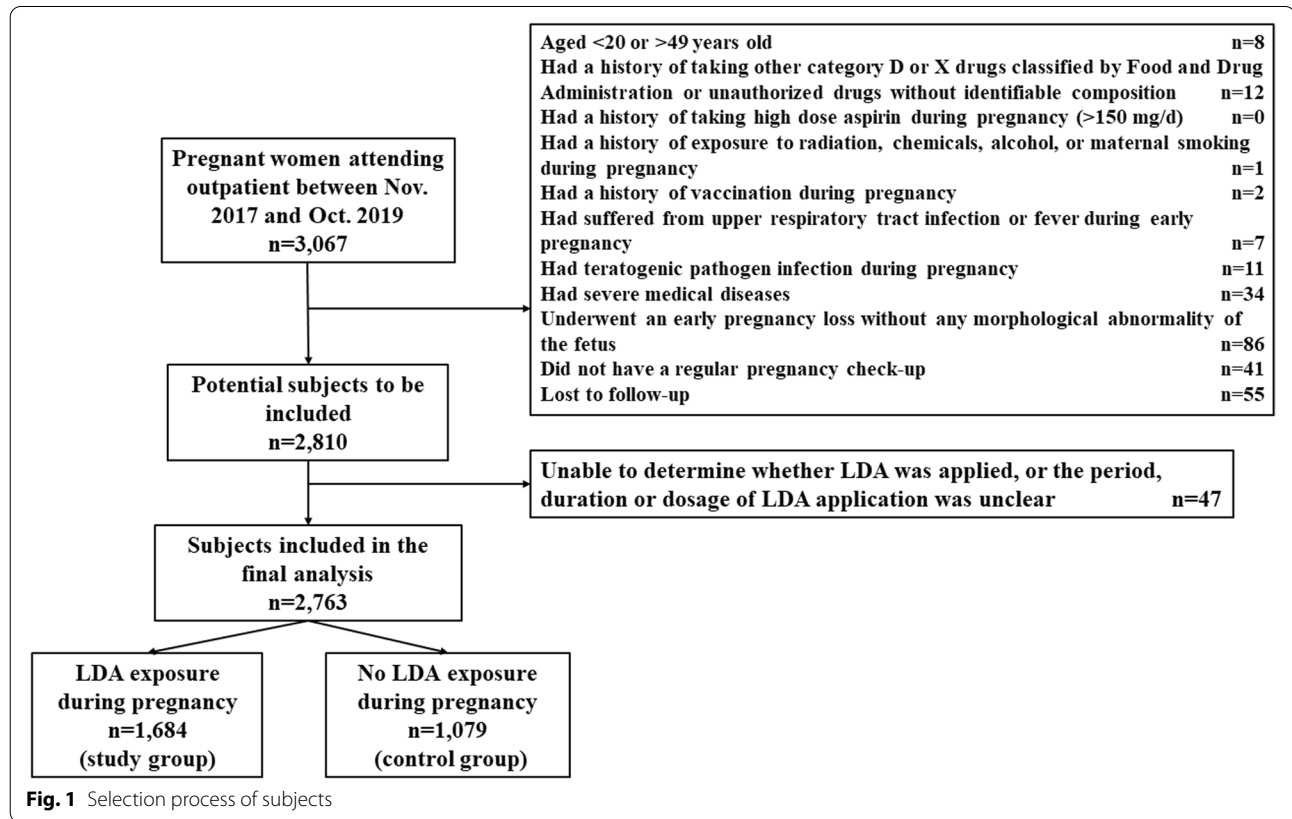 Aged <20 or >49 years old n=8
Had a history of taking other category D or X drugs classified by Food and Drug
Administration or unauthorized drugs without identifiable composition n=12
Had a history of taking high dose aspirin during pregnancy (>150 mg/d) n=0
Had a history of exposure to radiation, chemicals, alcohol, or maternal smoking
during pregnancy n=1
Had a history of vaccination during pregnancy n=2
Had suffered from upper respiratory tract infection or fever during early
pregnancy n=7
Had teratogenic pathogen infection during pregnancy n=11
Had severe medical diseases n=34
Underwent an early pregnancy loss without any morphological abnormality of
the fetus n=86
Did not have a regular pregnancy check-up n=41
Lost to follow-up n=55
Pregnant women attending
outpatient between Nov.
2017 and Oct. 2019
n=3,067
Potential subjects to be
included
n=2,810
Unable to determine whether LDA was applied, or the period,
duration or dosage of LDA application was unclear n=47
Subjects included in the
final analysis
n=2,763
LDA exposure
during pregnancy
n=1,684
(study group)
No LDA exposure
during pregnancy
n=1,079
(control group)
Fig. 1 Selection process of subjects